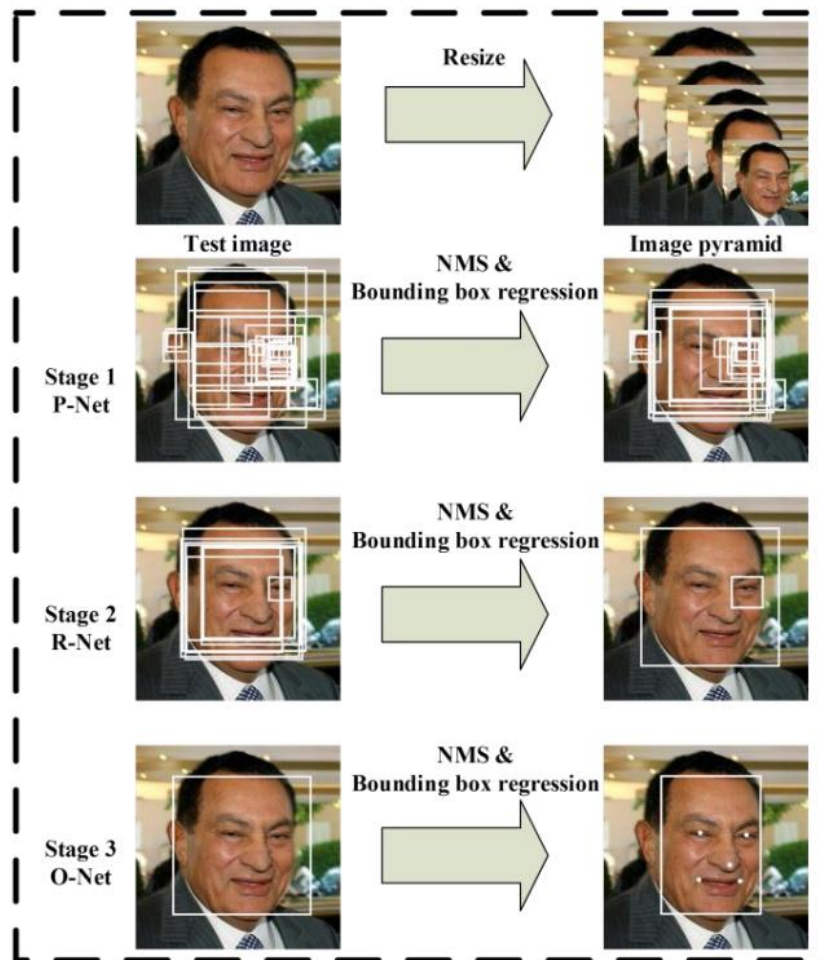 Resize
Test image
Image pyramid
NMS &
Bounding box regression
Stage 1
P-Net
NMS &
Bounding box regression
Stage 2
R-Net
NMS &
Bounding box regression
Stage 3
O-Net